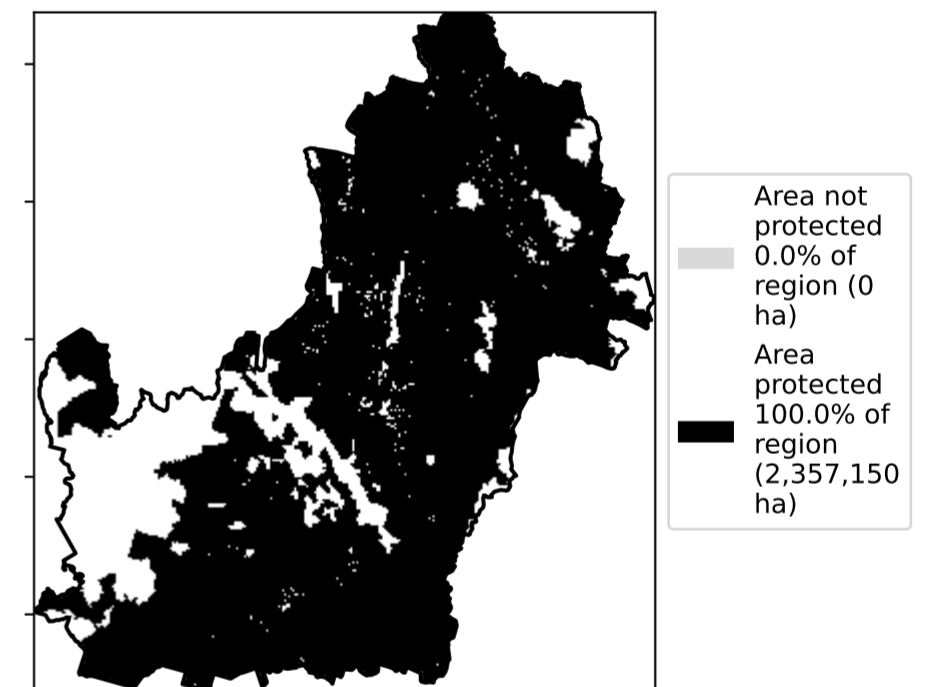 Area not
protected
0.0% of
region (0
ha)
Area
protected
100.0% of
region
(2,357,150
ha)